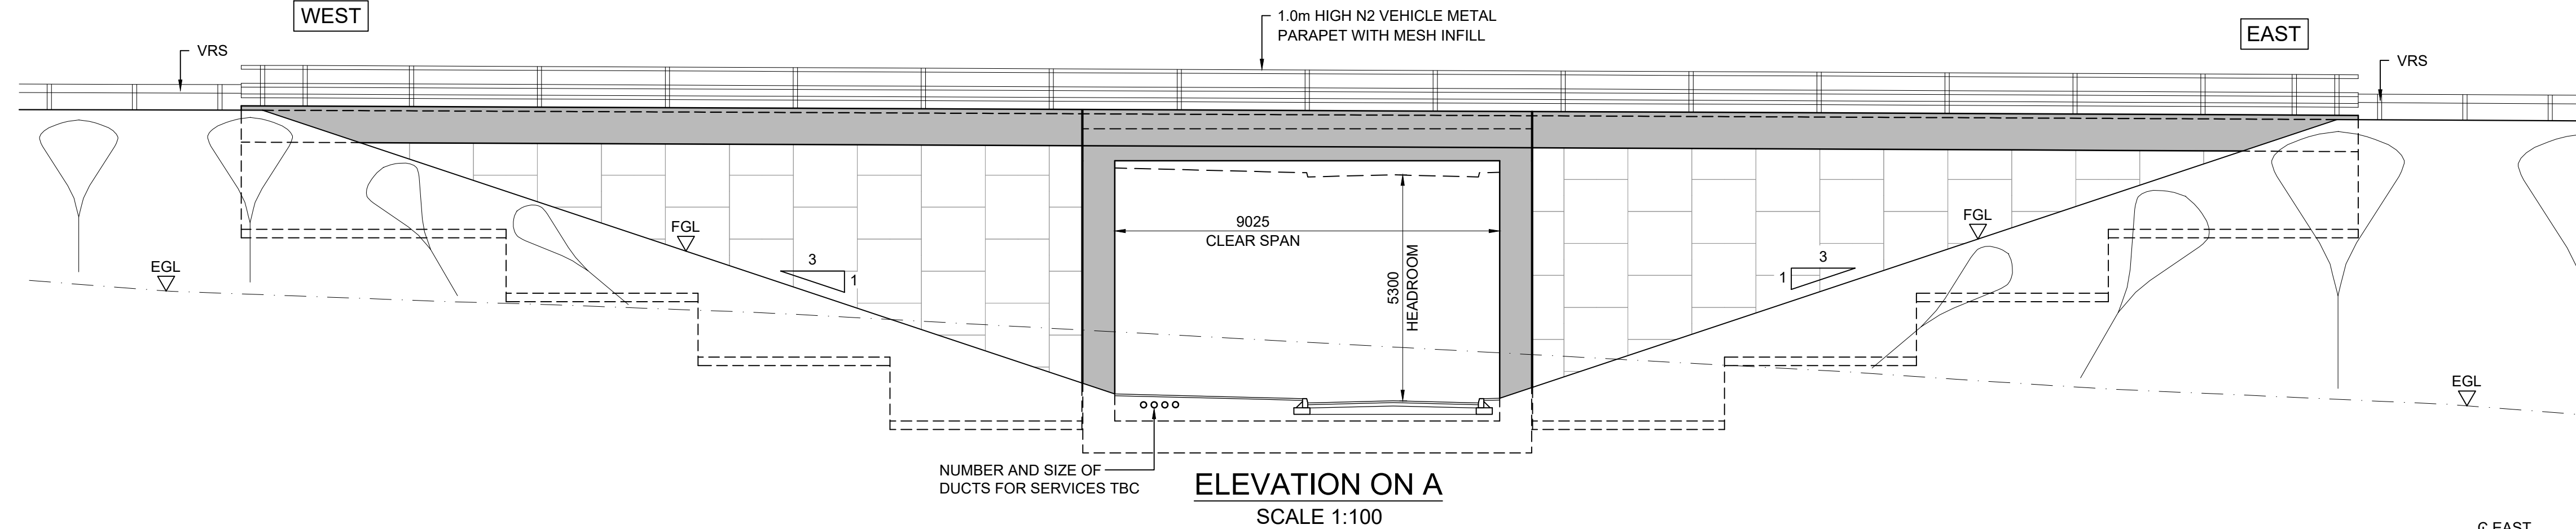 WEST
1.0m HIGH N2 VEHICLE METAL
PARAPET WITH MESH INFILL
EAST
VRS
VRS
9025
CLEAR SPAN
5300
HEADROOM
FGL
FGL
3
1
3
1
EGL
EGL
NUMBER AND SIZE OF
DUCTS FOR SERVICES TBC
ELEVATION ON A
SCALE 1:100
℄ EAST